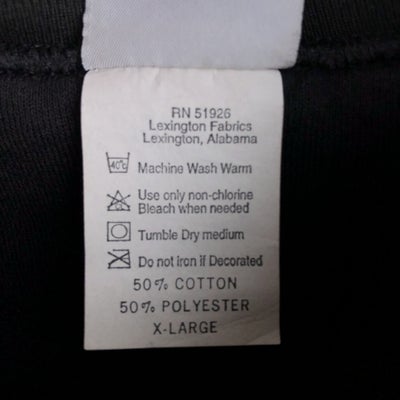 RN 51926
Lexington Fabrics
Lexington, Alabama
40°C Machine Wash Warm
Use only non-chlorine
Bleach when needed
Tumble Dry medium
Do not iron if Decorated
50% COTTON
50% POLYESTER
X-LARGE